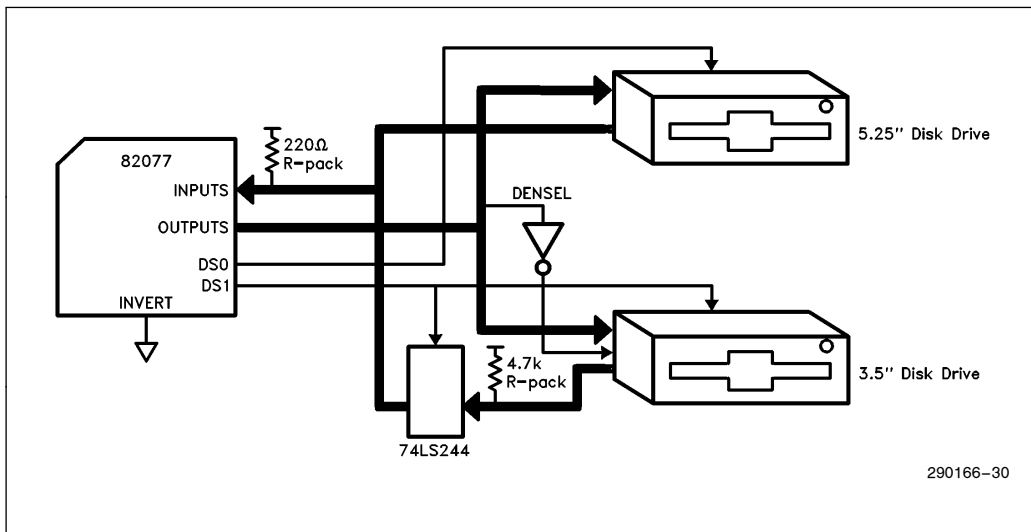 82077
INPUTS
OUTPUTS
DS0
DS1
INVERT
220Ω
R-pack
DENSEL
5.25" Disk Drive
4.7k
R-pack
74LS244
3.5" Disk Drive
290166-30